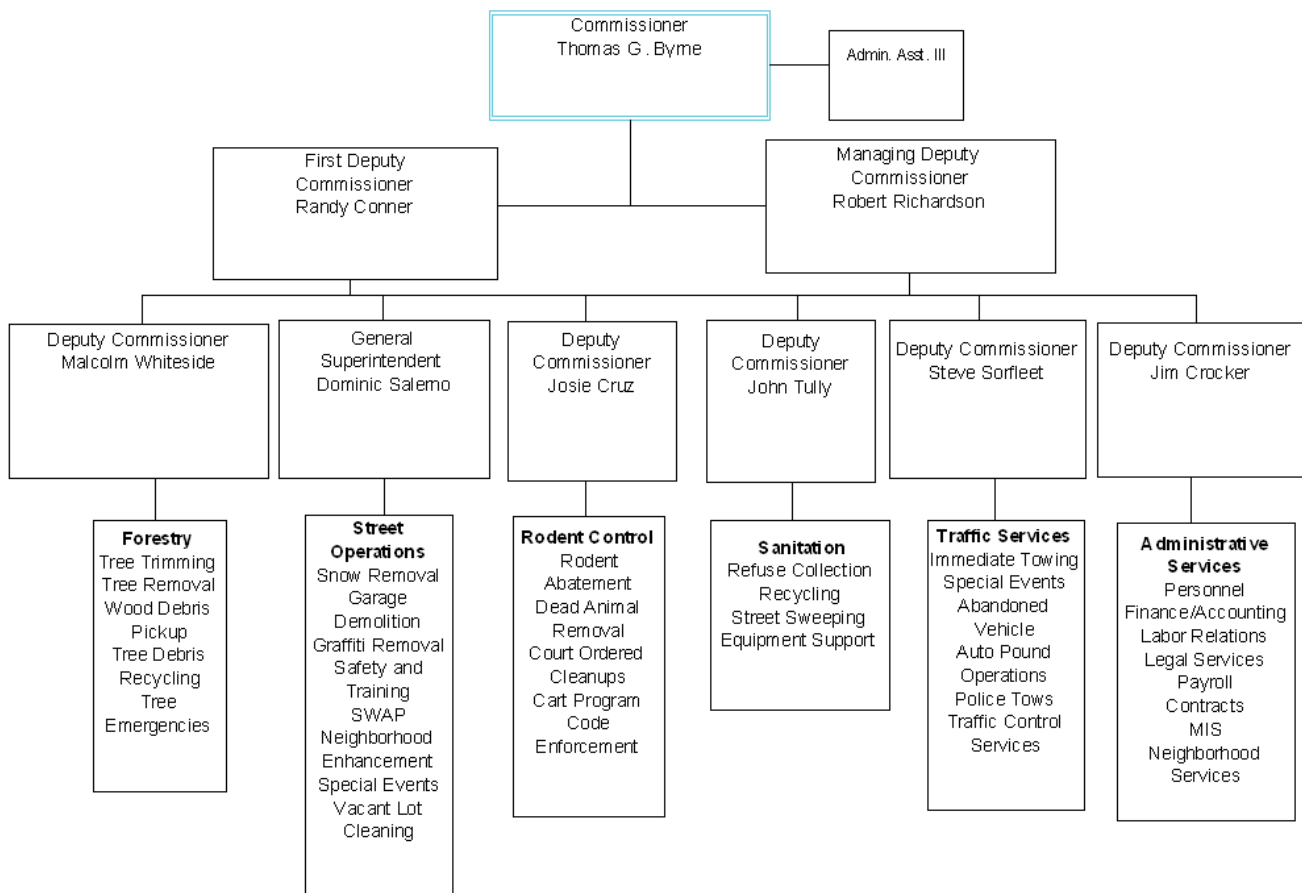 Commissioner
Thomas G. Byrne
Admin. Asst. III
First Deputy
Commissioner
Randy Conner
Managing Deputy
Commissioner
Robert Richardson
Deputy Commissioner
Malcolm Whiteside
General
Superintendent
Dominic Salerno
Deputy
Commissioner
Josie Cruz
Deputy
Commissioner
John Tully
Deputy Commissioner
Steve Sorfleet
Deputy Commissioner
Jim Crocker
Forestry
Tree Trimming
Tree Removal
Wood Debris
Pickup
Tree Debris
Recycling
Tree
Emergencies
Street
Operations
Snow Removal
Garage
Demolition
Graffiti Removal
Safety and
Training
SWAP
Neighborhood
Enhancement
Special Events
Vacant Lot
Cleaning
Rodent Control
Rodent
Abatement
Dead Animal
Removal
Court Ordered
Cleanups
Cart Program
Code
Enforcement
Sanitation
Refuse Collection
Recycling
Street Sweeping
Equipment Support
Traffic Services
Immediate Towing
Special Events
Abandoned
Vehicle
Auto Pound
Operations
Police Tows
Traffic Control
Services
Administrative
Services
Personnel
Finance/Accounting
Labor Relations
Legal Services
Payroll
Contracts
MIS
Neighborhood
Services